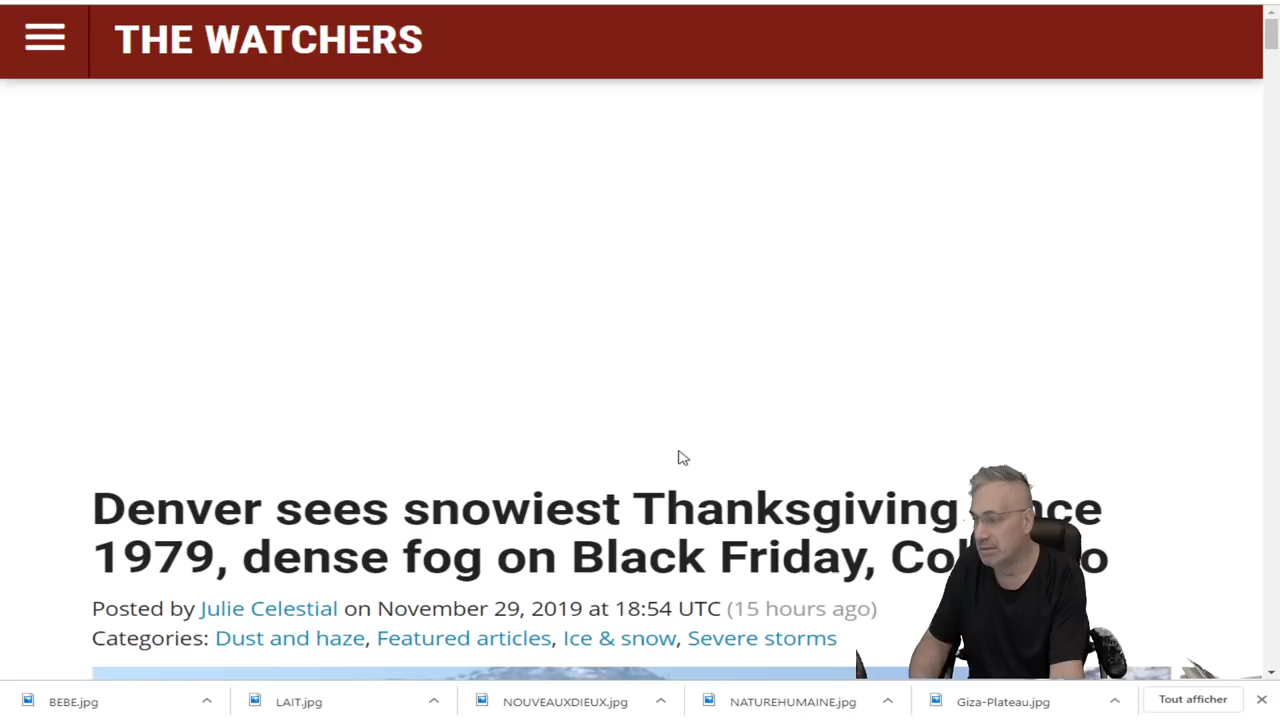 THE WATCHERS
Denver sees snowiest Thanksgiving
1979, dense fog on Black Friday,
Posted by Julie Celestial on November 29, 2019 at 18:54 UTC (15 hours ago)
Categories: Dust and haze, Featured articles, Ice & snow, Severe storms
BEBE.jpg LAIT.jpg NOUVEAUXDIEUX.jpg NATUREHUMAINE.jpg Giza-Plateau.jpg Tout afficher